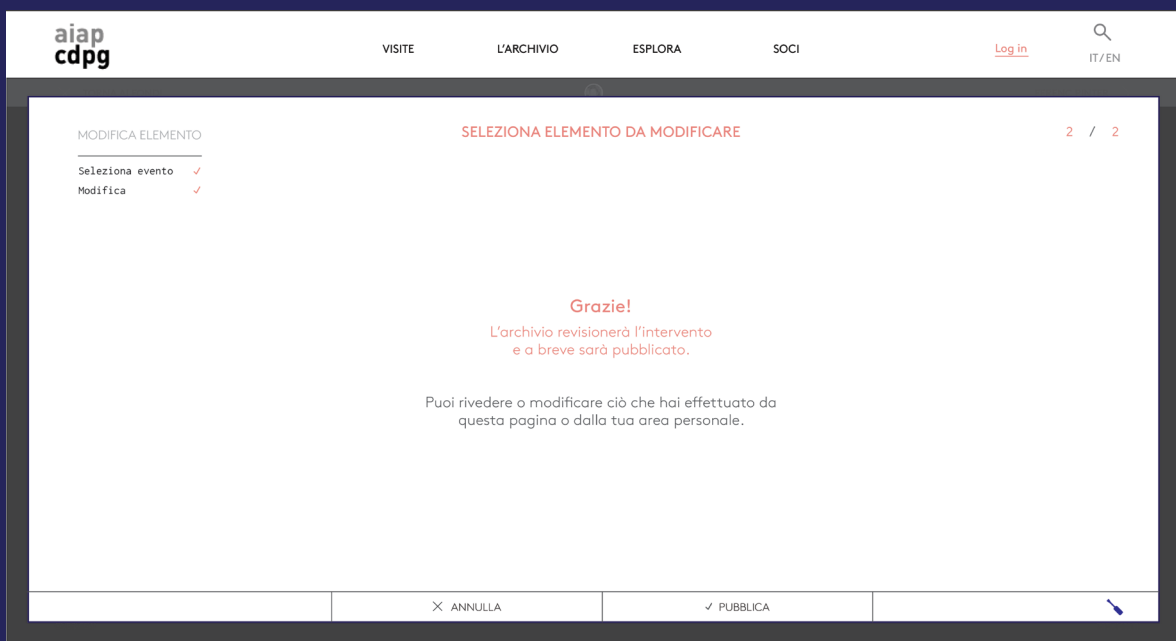 aiap
cdpg
VISITE
L'ARCHIVIO
ESPLORA
SOCI
Log in
IT/EN
MODIFICA ELEMENTO
SELEZIONA ELEMENTO DA MODIFICARE
2 / 2
Seleziona evento ✓
Modifica ✓
Grazie!
L'archivio revisionerà l'intervento
e a breve sarà pubblicato.
Puoi rivedere o modificare ciò che hai effettuato da
questa pagina o dalla tua area personale.
✕ ANNULLA
✓ PUBBLICA